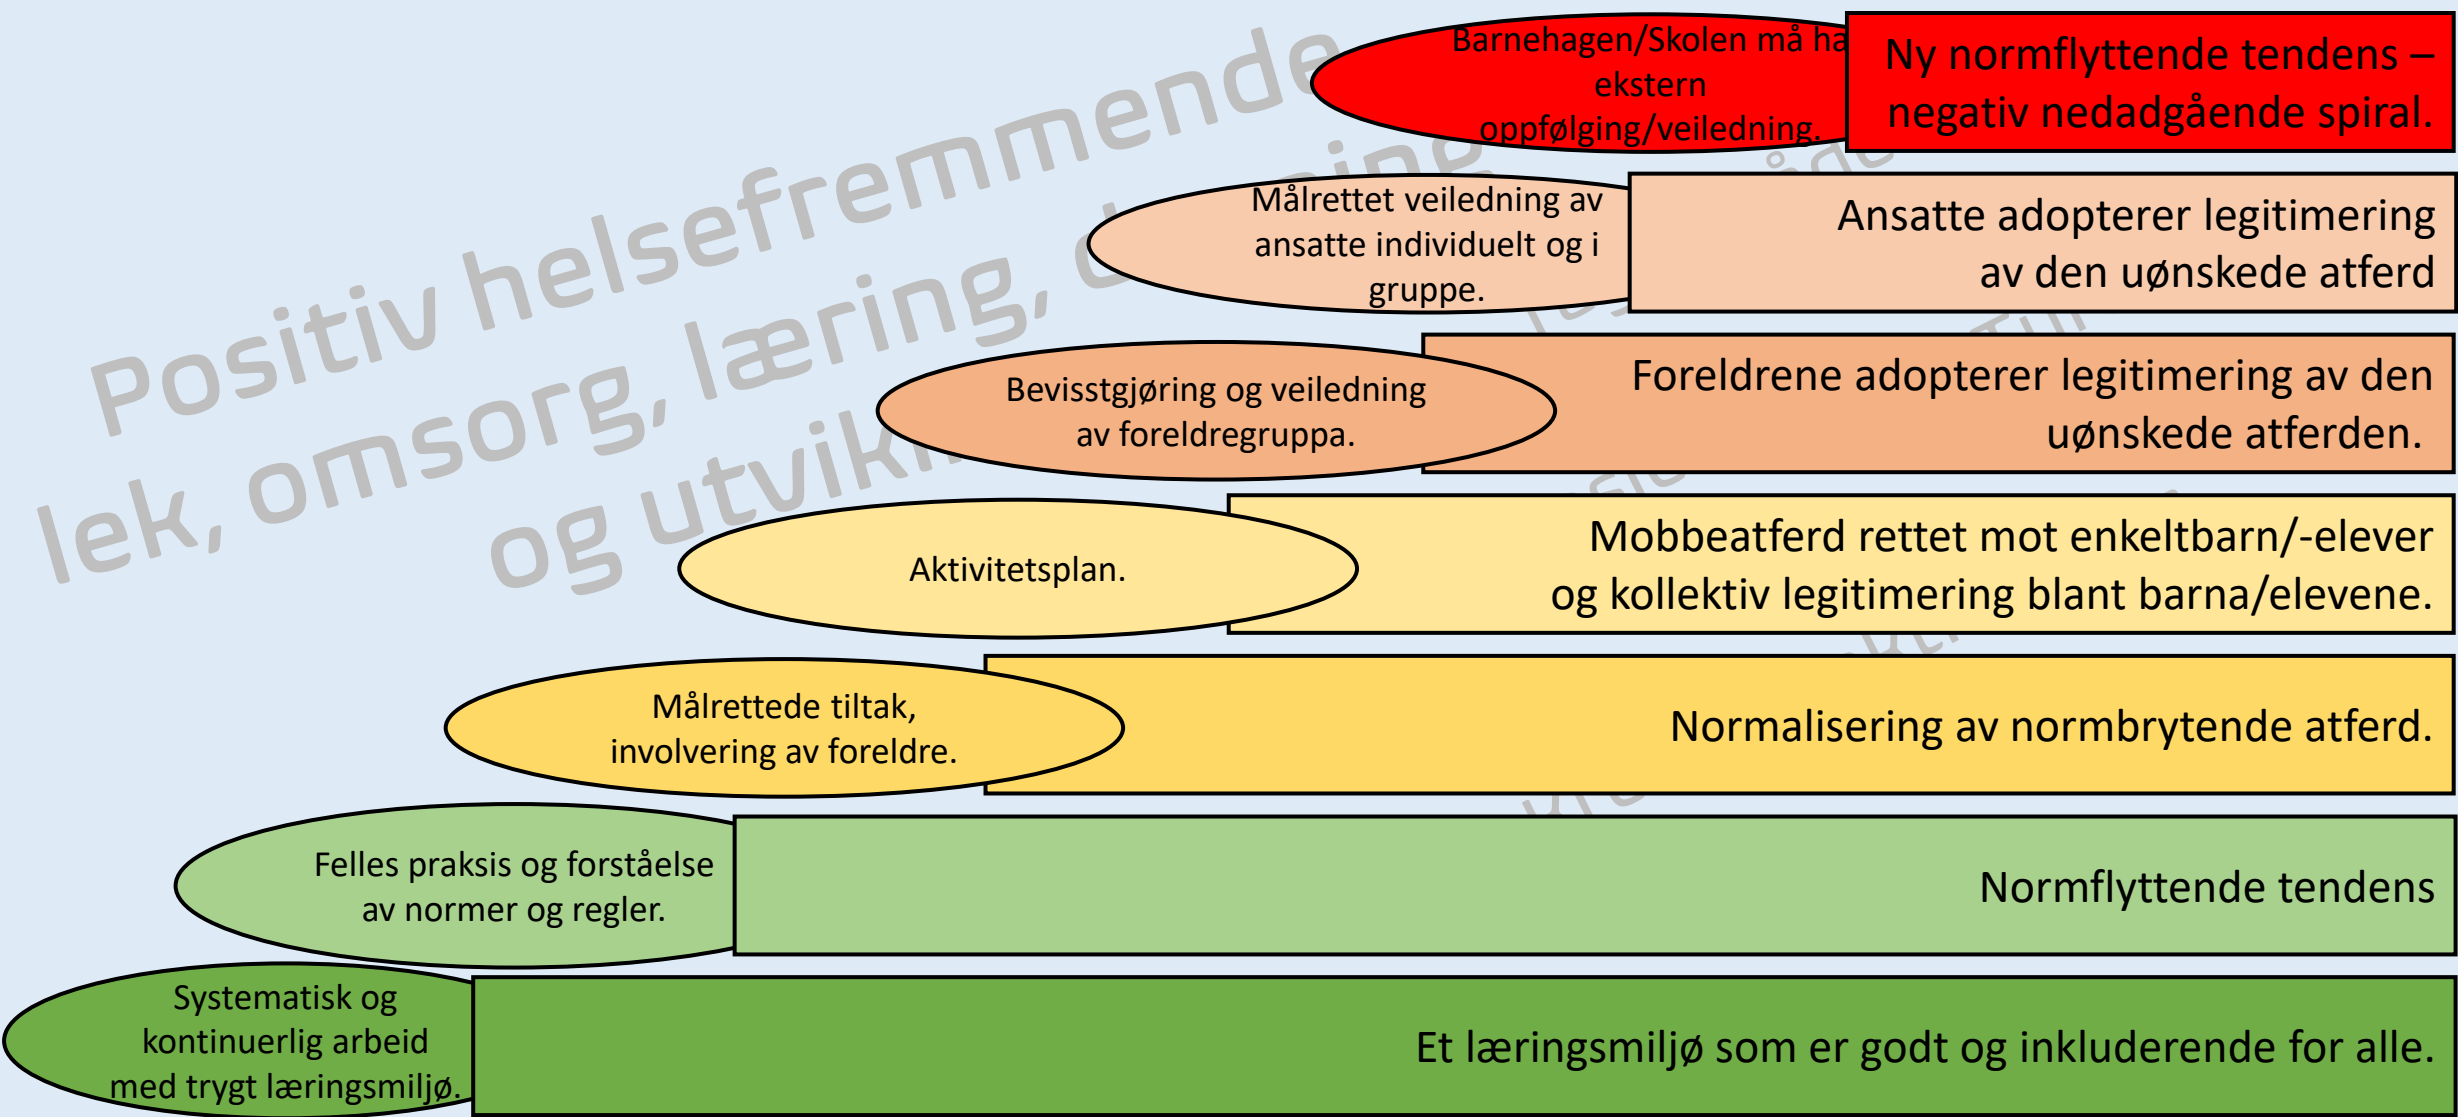 Barnehagen/Skolen må ha
ekstern
oppfølging/veiledning.
Ny normflyttende tendens –
negativ nedadgående spiral.
Målrettet veiledning av
ansatte individuelt og i
gruppe.
Ansatte adopterer legitimering
av den uønskede atferd
Bevisstgjøring og veiledning
av foreldregruppa.
Foreldrene adopterer legitimering av den
uønskede atferden.
Aktivitetsplan.
Mobbeatferd rettet mot enkeltbarn/-elever
og kollektiv legitimering blant barna/elevene.
Målrettede tiltak,
involvering av foreldre.
Normalisering av normbrytende atferd.
Felles praksis og forståelse
av normer og regler.
Normflyttende tendens
Systematisk og
kontinuerlig arbeid
med trygt læringsmiljø.
Et læringsmiljø som er godt og inkluderende for alle.
Positiv helsefremmende
lek, omsorg, læring,
og